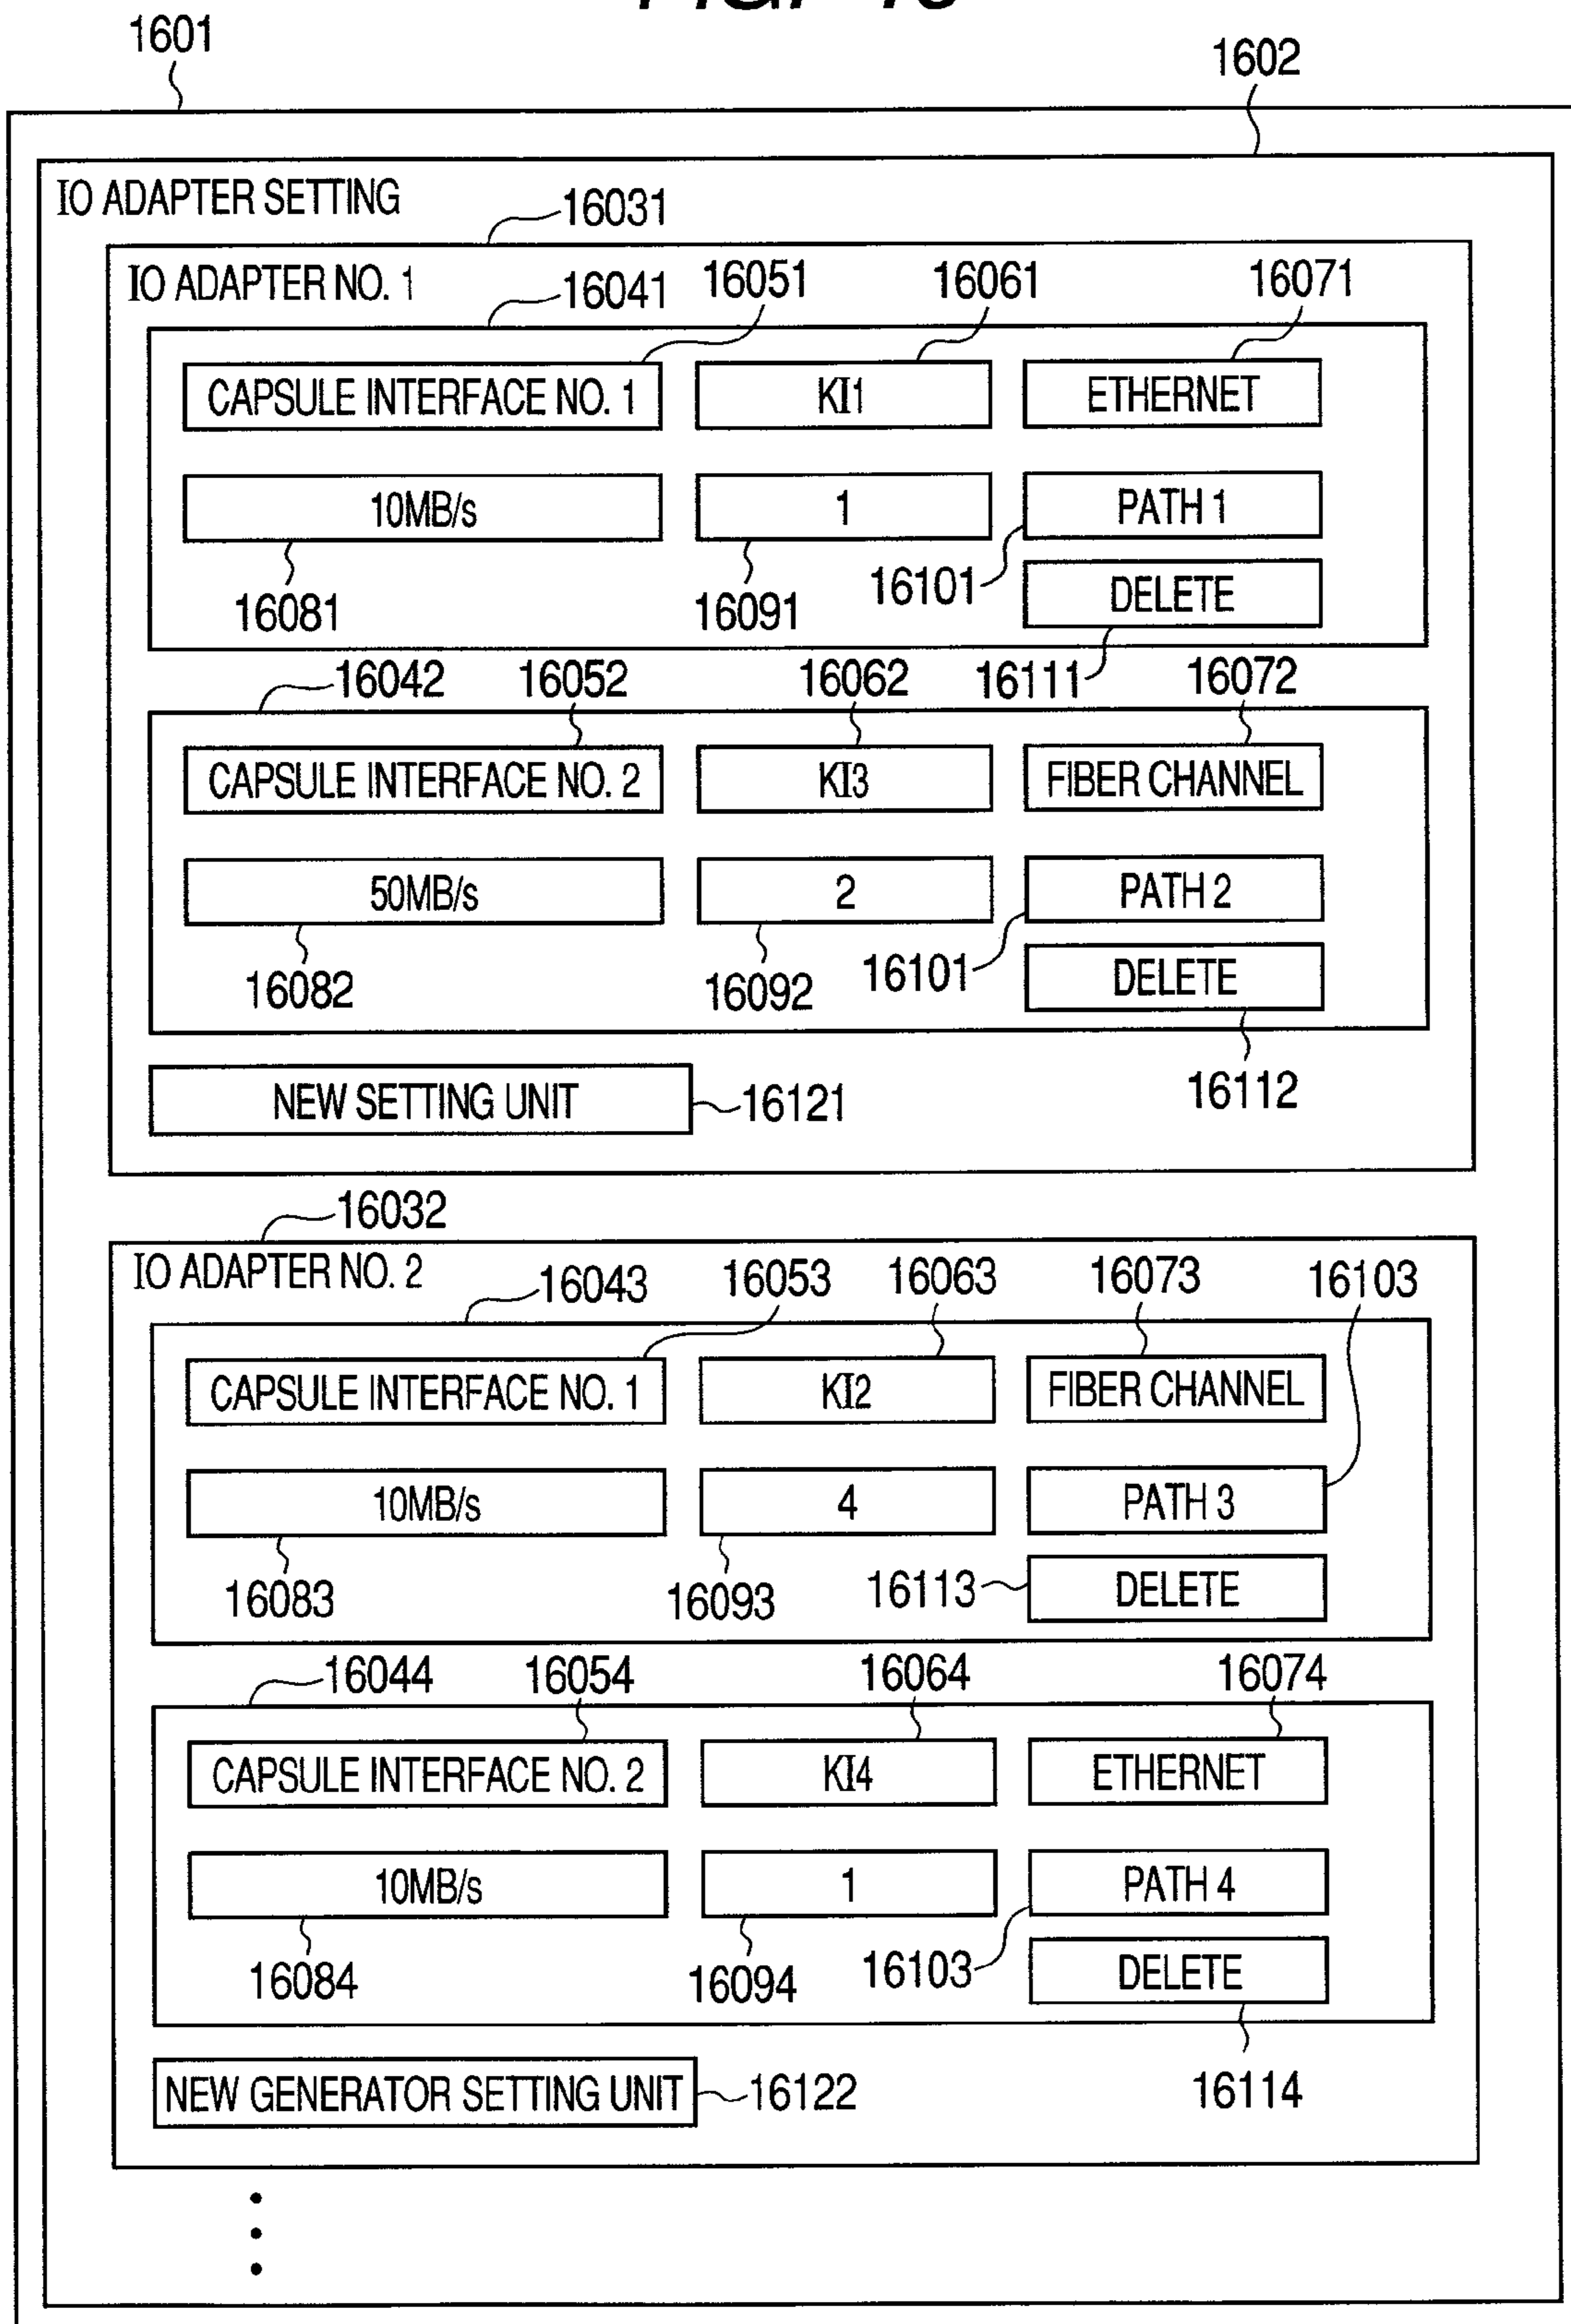 1601
1602
IO ADAPTER SETTING
16031
IO ADAPTER NO. 1
16041
16051
16061
16071
CAPSULE INTERFACE NO. 1
KI1
ETHERNET
10MB/s
1
PATH 1
16081
16091
16101
DELETE
16042
16052
16062
16111
16072
CAPSULE INTERFACE NO. 2
KI3
FIBER CHANNEL
50MB/s
2
PATH 2
16082
16092
16101
DELETE
NEW SETTING UNIT
16121
16112
16032
IO ADAPTER NO. 2
16043
16053
16063
16073
16103
CAPSULE INTERFACE NO. 1
KI2
FIBER CHANNEL
10MB/s
4
PATH 3
16083
16093
16113
DELETE
16044
16054
16064
16074
CAPSULE INTERFACE NO. 2
KI4
ETHERNET
10MB/s
1
PATH 4
16084
16094
16103
DELETE
NEW GENERATOR SETTING UNIT
16122
16114